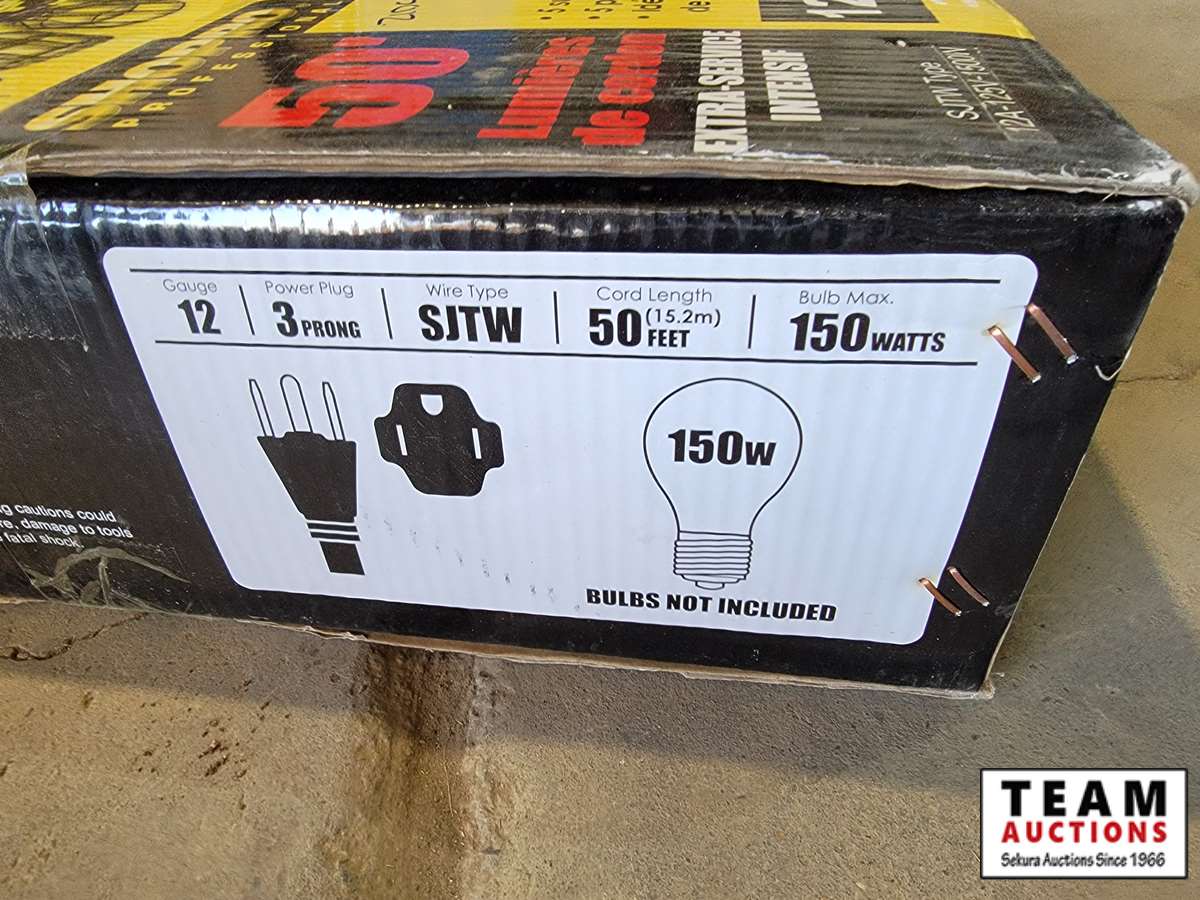 SHOPRO
PROFESSIONAL
50'
Lumières
de corde
EXTRA-SERVICE
INTENSIF
SJTW Type
Gauge
12
Power Plug
3 PRONG
Wire Type
SJTW
Cord Length
50 (15.2m)
FEET
Bulb Max.
150 WATTS
150W
BULBS NOT INCLUDED
cautions could
damage to tools
fatal shock.
TEAM
AUCTIONS
Sekura Auctions Since 1966